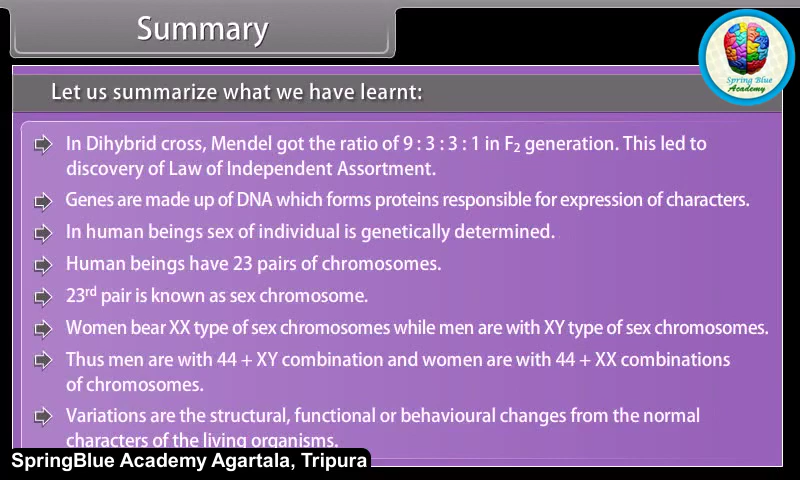 Summary
Spring Blue
Academy
Let us summarize what we have learnt:
In Dihybrid cross, Mendel got the ratio of 9 : 3 : 3 : 1 in F₂ generation. This led to
discovery of Law of Independent Assortment.
Genes are made up of DNA which forms proteins responsible for expression of characters.
In human beings sex of individual is genetically determined.
Human beings have 23 pairs of chromosomes.
23rd pair is known as sex chromosome.
Women bear XX type of sex chromosomes while men are with XY type of sex chromosomes.
Thus men are with 44 + XY combination and women are with 44 + XX combinations
of chromosomes.
Variations are the structural, functional or behavioural changes from the normal
characters of the living organisms.
SpringBlue Academy Agartala, Tripura